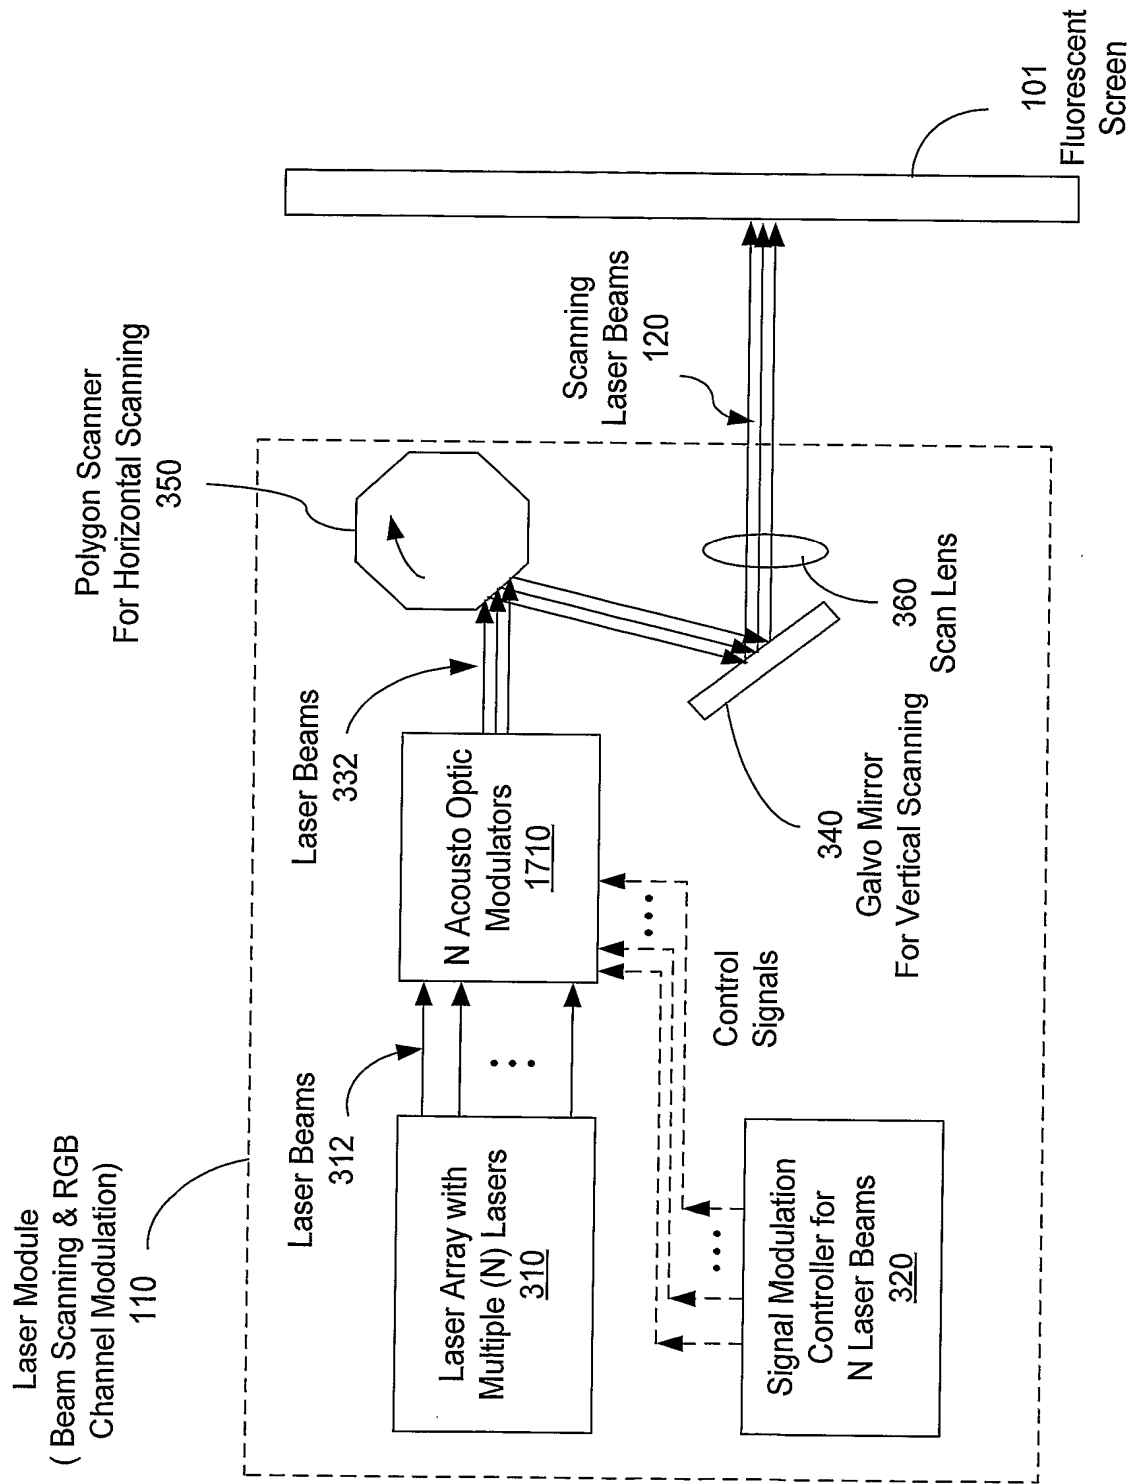 Laser Module
( Beam Scanning & RGB
Channel Modulation)
110
Laser Beams
312
Laser Array with
Multiple (N) Lasers
310
Signal Modulation
Controller for
N Laser Beams
320
Control
Signals
N Acousto Optic
Modulators
1710
Laser Beams
332
Polygon Scanner
For Horizontal Scanning
350
340
Galvo Mirror
For Vertical Scanning
360
Scan Lens
Scanning
Laser Beams
120
101
Fluorescent
Screen